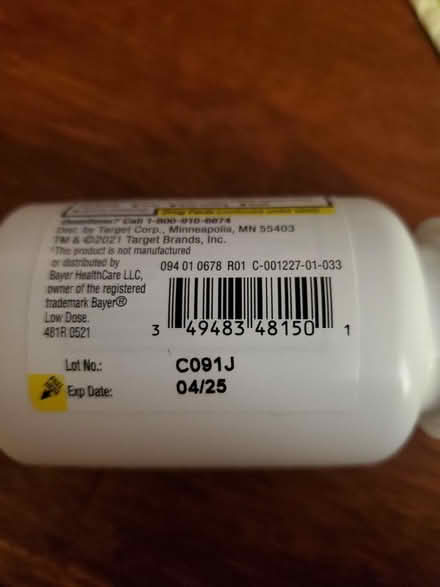 Questions? Call 1-800-910-6874
Dist. by Target Corp., Minneapolis, MN 55403
TM & ©2021 Target Brands, Inc.
*This product is not manufactured
or distributed by
Bayer HealthCare LLC,
owner of the registered
trademark Bayer®
Low Dose.
481R 0521
094 01 0678 R01 C-001227-01-033
3 49483 48150 1
Lot No.: C091J
Exp Date: 04/25